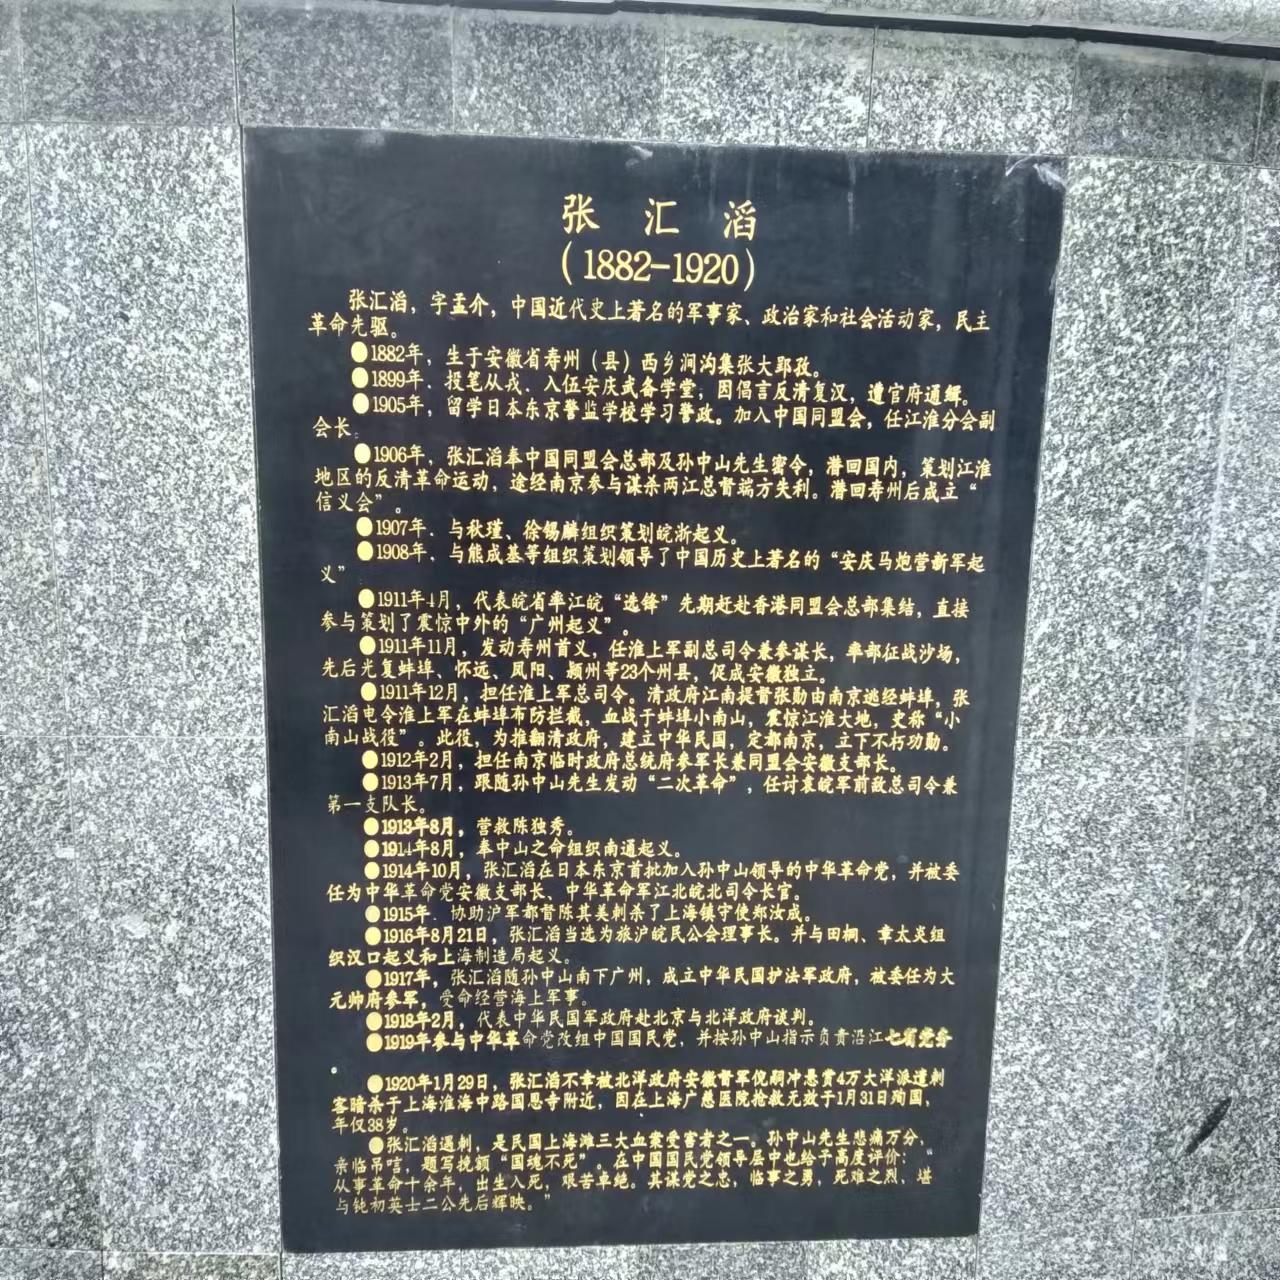 张汇滔
（1882-1920）
张汇滔，字孟介，中国近代史上著名的军事家、政治家和社会活动家，民主
革命先驱。
●1882年，生于安徽省寿州（县）西乡涧沟集张大郢孜。
●1899年．投笔从戎、入伍安庆武备学堂，因倡言反清复汉，遭官府通缉。
●1905年，留学日本东京警监学校学习警政。加入中国同盟会，任江淮分会副
会长．
●1906年，张汇滔奉中国同盟会总部及孙中山先生密令，潜回国内，策划江淮
地区的反清革命运动，途经南京参与谋杀两江总督端方失利。潜回寿州后成立“
信义会”。
●1907年．与秋瑾、徐锡麟组织策划皖浙起义。
●1908年．与熊成基等组织策划领导了中国历史上著名的“安庆马炮营新军起
义”
●1911年4月，代表皖省率江皖“选锋”先期赶赴香港同盟会总部集结，直接
参与策划了震惊中外的“广州起义”。
●1911年11月，发动寿州首义，任淮上军副总司令兼参谋长，率部征战沙场，
先后光复蚌埠、怀远、凤阳、颍州等23个州县，促成安徽独立。
●1911年12月，担任淮上军总司令。清政府江南提督张勋由南京逃经蚌埠，张
汇滔电令淮上军在蚌埠布防拦截，血战于蚌埠小南山，震惊江淮大地，史称“小
南山战役”。此役，为推翻清政府，建立中华民国，定都南京，立下不朽功勋。
●1912年2月，担任南京临时政府总统府参军长兼同盟会安徽支部长。
●1913年7月，跟随孙中山先生发动“二次革命”，任讨袁皖军前敌总司令兼
第一支队长。
●1913年8月，营救陈独秀。
●1914年8月，奉中山之命组织南通起义。
●1914年10月，张汇滔在日本东京首批加入孙中山领导的中华革命党，并被委
任为中华革命党安徽支部长、中华革命军江北皖北司令长官。
●1915年．协助沪军都督陈其美刺杀了上海镇守使郑汝成。
●1916年8月21日，张汇滔当选为旅沪皖民公会理事长。并与田桐、章太炎组
织汉口起义和上海制造局起义。
●1917年，张汇滔随孙中山南下广州，成立中华民国护法军政府，被委任为大
元帅府参军，受命经营海上军事。
●1918年2月，代表中华民国军政府赴北京与北洋政府谈判。
●1919年参与中华革命党改组中国国民党，并按孙中山指示负责沿江七省党务
。
●1920年1月29日，张汇滔不幸被北洋政府安徽督军倪嗣冲悬赏4万大洋派遣刺
客暗杀于上海淮海中路国恩寺附近，因在上海广慈医院抢救无效于1月31日殉国，
年仅38岁。
●张汇滔遇刺，是民国上海滩三大血案受害者之一。孙中山先生悲痛万分，
亲临吊唁，题写挽额“国魂不死”。在中国国民党领导层中也给予高度评价：“
从事革命十余年，出生入死，艰苦卓绝。其谋党之忠，临事之勇，死难之烈、堪
与钝初英士二公先后辉映。”